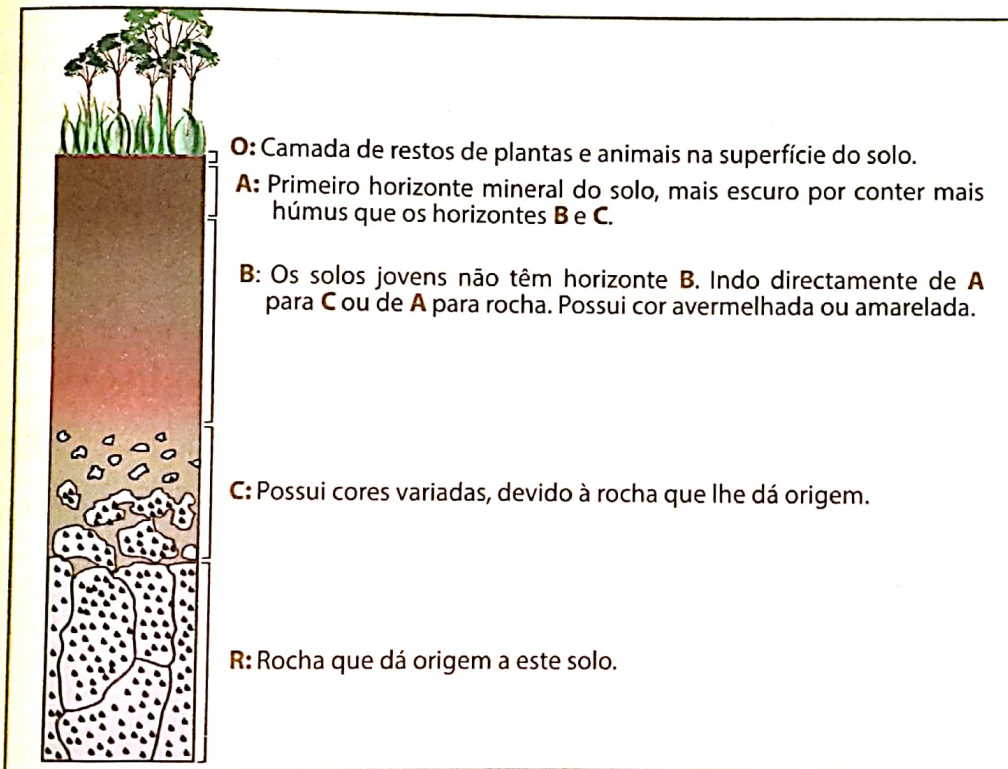 O: Camada de restos de plantas e animais na superfície do solo.
A: Primeiro horizonte mineral do solo, mais escuro por conter mais
húmus que os horizontes B e C.
B: Os solos jovens não têm horizonte B. Indo directamente de A
para C ou de A para rocha. Possui cor avermelhada ou amarelada.
C: Possui cores variadas, devido à rocha que lhe dá origem.
R: Rocha que dá origem a este solo.